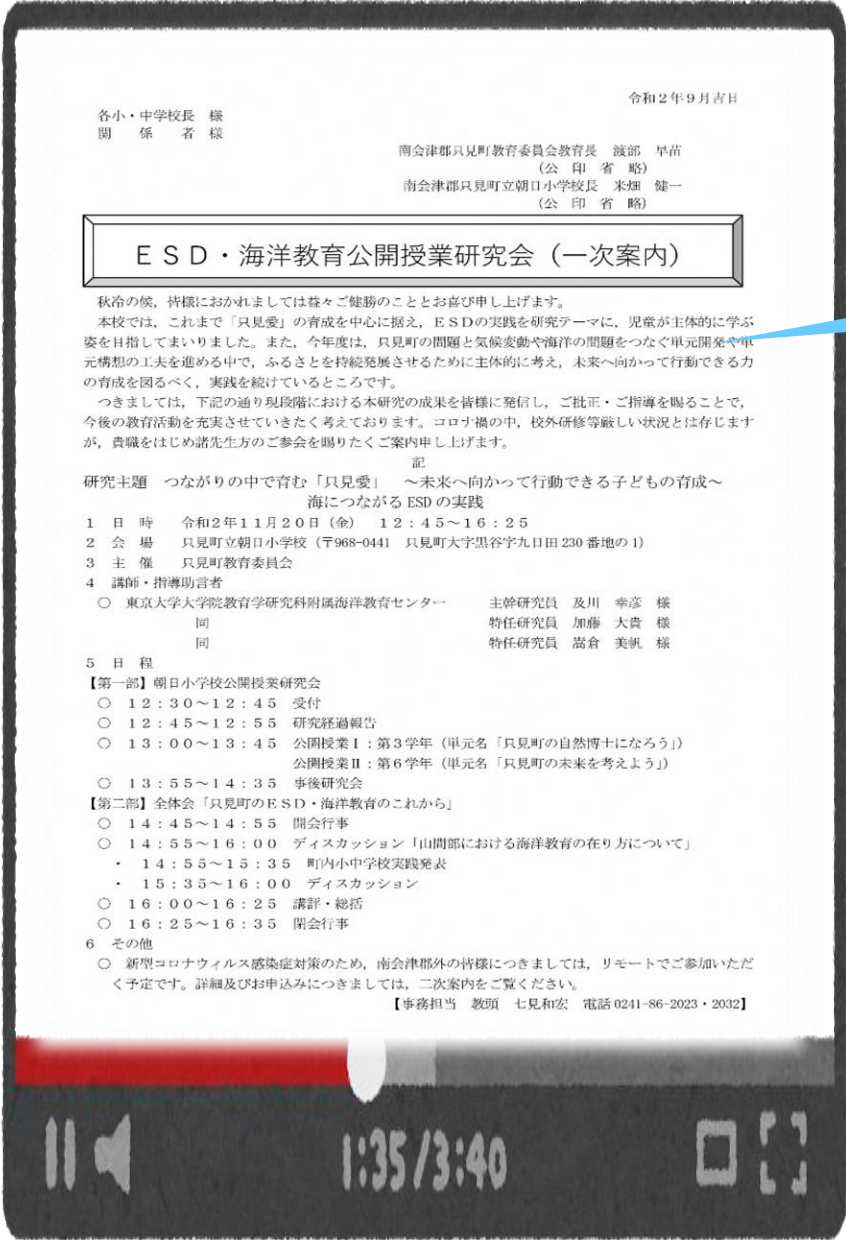 令和２年９月吉日
各小・中学校長　様
関　係　者　様
南会津郡只見町教育委員会教育長　渡部　早苗
（公　印　省　略）
南会津郡只見町立朝日小学校長　米畑　健一
（公　印　省　略）
ＥＳＤ・海洋教育公開授業研究会（一次案内）
秋冷の候，皆様におかれましては益々ご健勝のこととお喜び申し上げます。
本校では，これまで「只見愛」の育成を中心に据え，ＥＳＤの実践を研究テーマに，児童が主体的に学ぶ
姿を目指してまいりました。また，今年度は，只見町の問題と気候変動や海洋の問題をつなぐ単元開発や単
元構想の工夫を進める中で，ふるさとを持続発展させるために主体的に考え，未来へ向かって行動できる力
の育成を図るべく，実践を続けているところです。
つきましては，下記の通り現段階における本研究の成果を皆様に発信し，ご批正・ご指導を賜ることで，
今後の教育活動を充実させていきたく考えております。コロナ禍の中，校外研修等厳しい状況とは存じます
が，貴職をはじめ諸先生方のご参会を賜りたくご案内申し上げます。
記
研究主題　つながりの中で育む「只見愛」　～未来へ向かって行動できる子どもの育成～
海につながる ESD の実践
１　日　時　令和２年１１月２０日（金）　１２：４５～１６：２５
２　会　場　只見町立朝日小学校（〒968-0441　只見町大字黒谷字九日田 230 番地の 1）
３　主　催　只見町教育委員会
４　講師・指導助言者
○　東京大学大学院教育学研究科附属海洋教育センター　主幹研究員　及川　幸彦　様
同　特任研究員　加藤　大貴　様
同　特任研究員　嵩倉　美帆　様
５　日　程
【第一部】朝日小学校公開授業研究会
○　１２：３０～１２：４５　受付
○　１２：４５～１２：５５　研究経過報告
○　１３：００～１３：４５　公開授業Ⅰ：第３学年（単元名「只見町の自然博士になろう」）
公開授業Ⅱ：第６学年（単元名「只見町の未来を考えよう」）
○　１３：５５～１４：３５　事後研究会
【第二部】全体会「只見町のＥＳＤ・海洋教育のこれから」
○　１４：４５～１４：５５　開会行事
○　１４：５５～１６：００　ディスカッション「山間部における海洋教育の在り方について」
・　１４：５５～１５：３５　町内小中学校実践発表
・　１５：３５～１６：００　ディスカッション
○　１６：００～１６：２５　講評・総括
○　１６：２５～１６：３５　閉会行事
６　その他
○　新型コロナウィルス感染症対策のため，南会津郡外の皆様につきましては，リモートでご参加いただ
く予定です。詳細及びお申込みにつきましては，二次案内をご覧ください。
【事務担当　教頭　七見和宏　電話 0241-86-2023・2032】
1:35/3:40